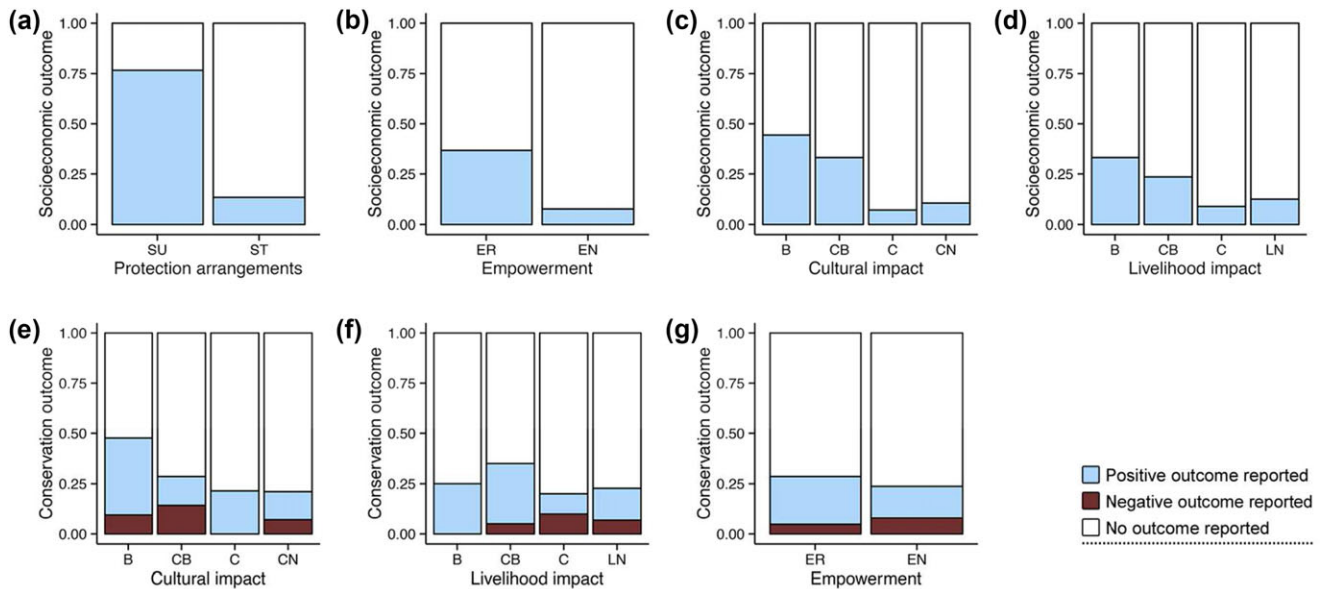 (a)
Socioeconomic outcome
1.00
0.75
0.50
0.25
0.00
SU ST
Protection arrangements
(b)
Socioeconomic outcome
1.00
0.75
0.50
0.25
0.00
ER EN
Empowerment
(c)
Socioeconomic outcome
1.00
0.75
0.50
0.25
0.00
B CB C CN
Cultural impact
(d)
Socioeconomic outcome
1.00
0.75
0.50
0.25
0.00
B CB C LN
Livelihood impact
(e)
Conservation outcome
1.00
0.75
0.50
0.25
0.00
B CB C CN
Cultural impact
(f)
Conservation outcome
1.00
0.75
0.50
0.25
0.00
B CB C LN
Livelihood impact
(g)
Conservation outcome
1.00
0.75
0.50
0.25
0.00
ER EN
Empowerment
Positive outcome reported
Negative outcome reported
No outcome reported